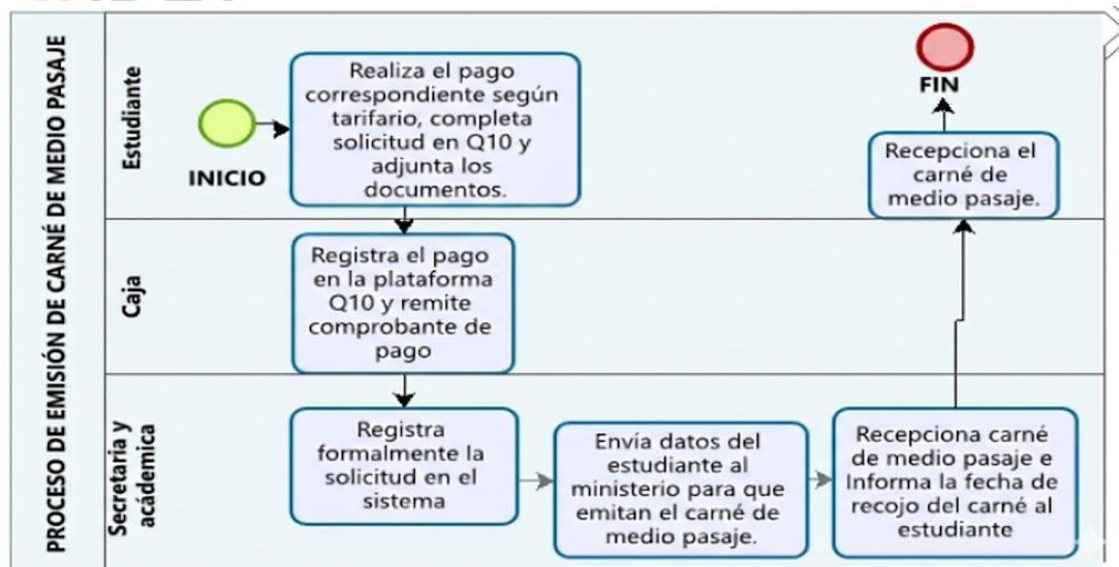 PROCESO DE EMISIÓN DE CARNÉ DE MEDIO PASAJE
Estudiante
INICIO
Realiza el pago
correspondiente según
tarifario, completa
solicitud en Q10 y
adjunta los
documentos.
FIN
Recepciona el
carné de
medio pasaje.
Caja
Registra el pago
en la plataforma
Q10 y remite
comprobante de
pago
Secretaria y
académica
Registra
formalmente la
solicitud en el
sistema
Envía datos del
estudiante al
ministerio para que
emitan el carné de
medio pasaje.
Recepciona carné
de medio pasaje e
Informa la fecha de
recojo del carné al
estudiante